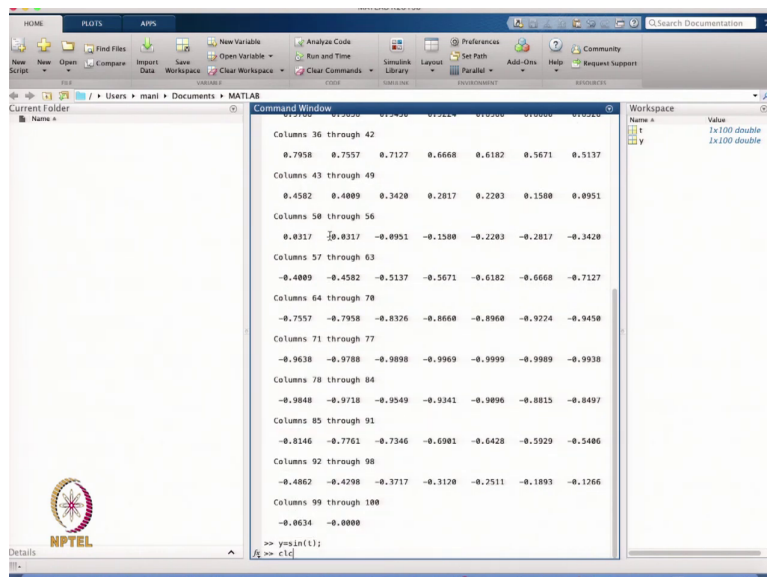 HOME PLOTS APPS
Search Documentation
New Script New Open Find Files Compare Import Data Save Workspace New Variable Open Variable Clear Workspace Analyze Code Run and Time Clear Commands Simulink Library Layout Preferences Set Path Parallel Add-Ons Help Community Request Support
FILE VARIABLE CODE SIMULINK ENVIRONMENT RESOURCES
/ Users mani Documents MATLAB
Current Folder
Name
Command Window
Columns 36 through 42
0.7958 0.7557 0.7127 0.6668 0.6182 0.5671 0.5137
Columns 43 through 49
0.4582 0.4009 0.3420 0.2817 0.2203 0.1580 0.0951
Columns 50 through 56
0.0317 -0.0317 -0.0951 -0.1580 -0.2203 -0.2817 -0.3420
Columns 57 through 63
-0.4009 -0.4582 -0.5137 -0.5671 -0.6182 -0.6668 -0.7127
Columns 64 through 70
-0.7557 -0.7958 -0.8326 -0.8660 -0.8960 -0.9224 -0.9450
Columns 71 through 77
-0.9638 -0.9788 -0.9898 -0.9969 -0.9999 -0.9989 -0.9938
Columns 78 through 84
-0.9848 -0.9718 -0.9549 -0.9341 -0.9096 -0.8815 -0.8497
Columns 85 through 91
-0.8146 -0.7761 -0.7346 -0.6901 -0.6428 -0.5929 -0.5406
Columns 92 through 98
-0.4862 -0.4298 -0.3717 -0.3120 -0.2511 -0.1893 -0.1266
Columns 99 through 100
-0.0634 -0.0000
>> y=sin(t);
fx >> clc
Workspace
Name Value
t 1x100 double
y 1x100 double
NPTEL
Details